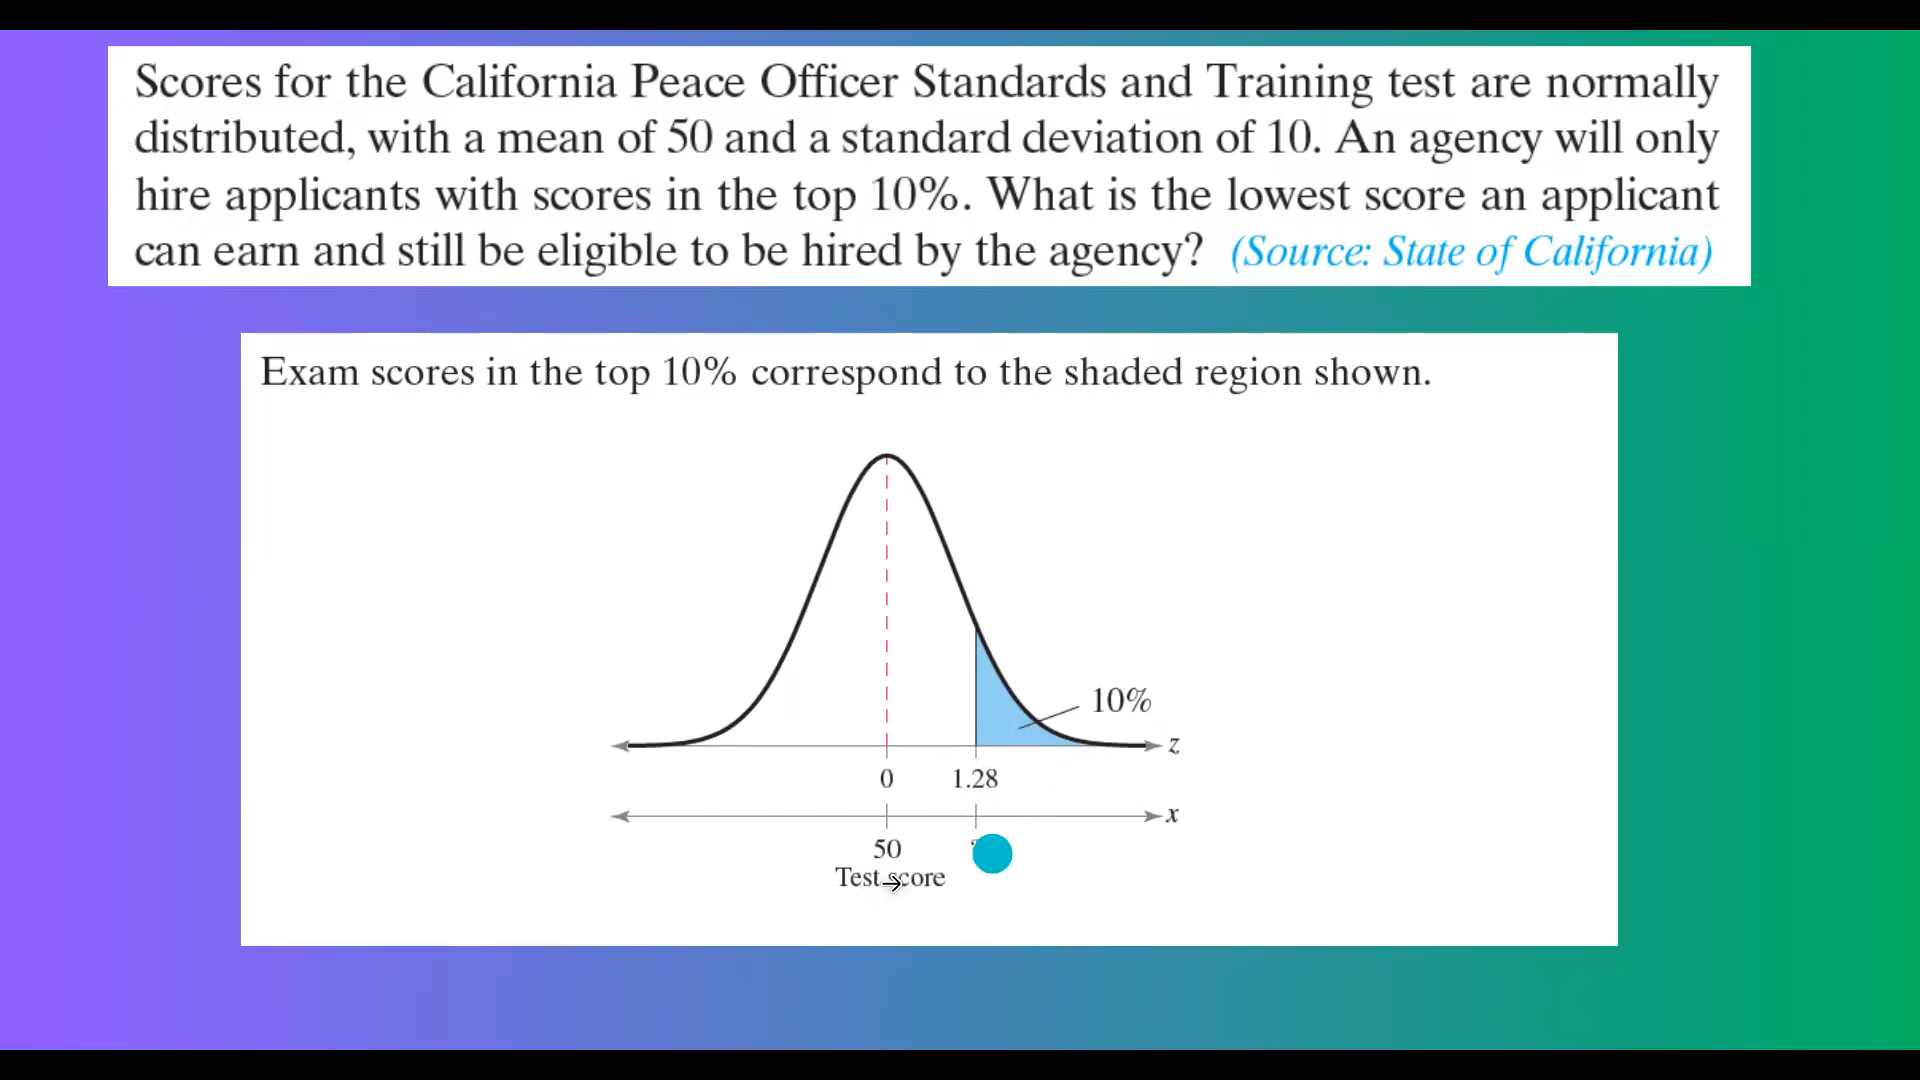 Scores for the California Peace Officer Standards and Training test are normally
distributed, with a mean of 50 and a standard deviation of 10. An agency will only
hire applicants with scores in the top 10%. What is the lowest score an applicant
can earn and still be eligible to be hired by the agency? (Source: State of California)
Exam scores in the top 10% correspond to the shaded region shown.
10%
z
0 1.28
x
50
Test score